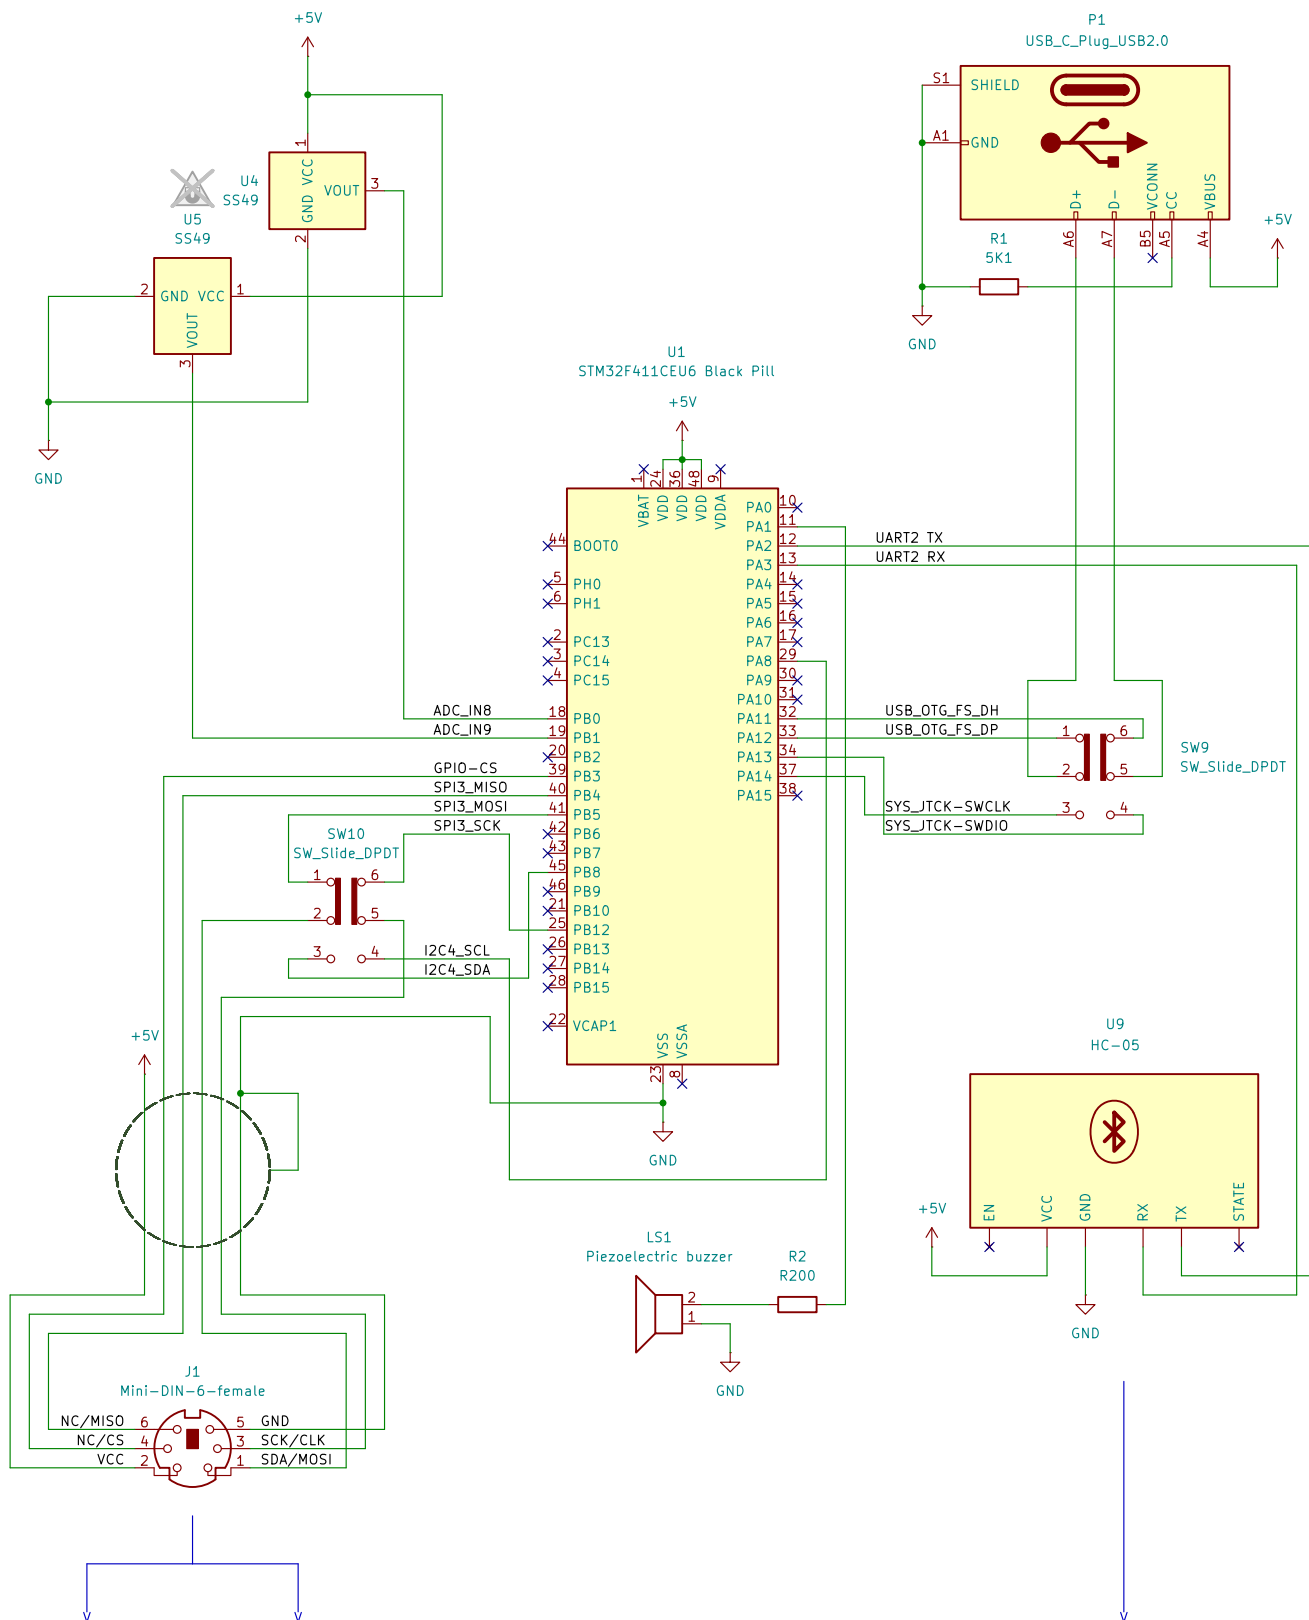 +5V
1
GND VCC
VOUT
3
2
U4
SS49
U5
SS49
2
GND VCC
1
VOUT
3
GND
P1
USB_C_Plug_USB2.0
S1
SHIELD
A1
GND
D+
D-
VCONN
CC
VBUS
A6
A7
B5
A5
A4
+5V
R1
5K1
GND
U1
STM32F411CEU6 Black Pill
+5V
1
24
36
48
9
VBAT
VDD
VDD
VDD
VDDA
44
BOOT0
5
PH0
6
PH1
2
PC13
3
PC14
4
PC15
ADC_IN8
18
PB0
ADC_IN9
19
PB1
20
PB2
GPIO-CS
39
PB3
SPI3_MISO
40
PB4
SPI3_MOSI
41
PB5
SPI3_SCK
42
PB6
43
PB7
45
PB8
46
PB9
21
PB10
25
PB12
26
PB13
27
PB14
28
PB15
22
VCAP1
VSS
VSSA
23
8
GND
PA0
10
PA1
11
PA2
12
UART2 TX
PA3
13
UART2 RX
PA4
14
PA5
15
PA6
16
PA7
17
PA8
29
PA9
30
PA10
31
PA11
32
USB_OTG_FS_DH
PA12
33
USB_OTG_FS_DP
PA13
34
PA14
37
PA15
38
SYS_JTCK-SWCLK
SYS_JTCK-SWDIO
1
6
2
5
3
4
SW9
SW_Slide_DPDT
SW10
SW_Slide_DPDT
1
6
2
5
3
4
I2C4_SCL
I2C4_SDA
+5V
U9
HC-05
EN
VCC
GND
RX
TX
STATE
+5V
GND
LS1
Piezoelectric buzzer
2
1
R2
R200
GND
J1
Mini-DIN-6-female
NC/MISO
6
5
GND
NC/CS
4
3
SCK/CLK
VCC
2
1
SDA/MOSI